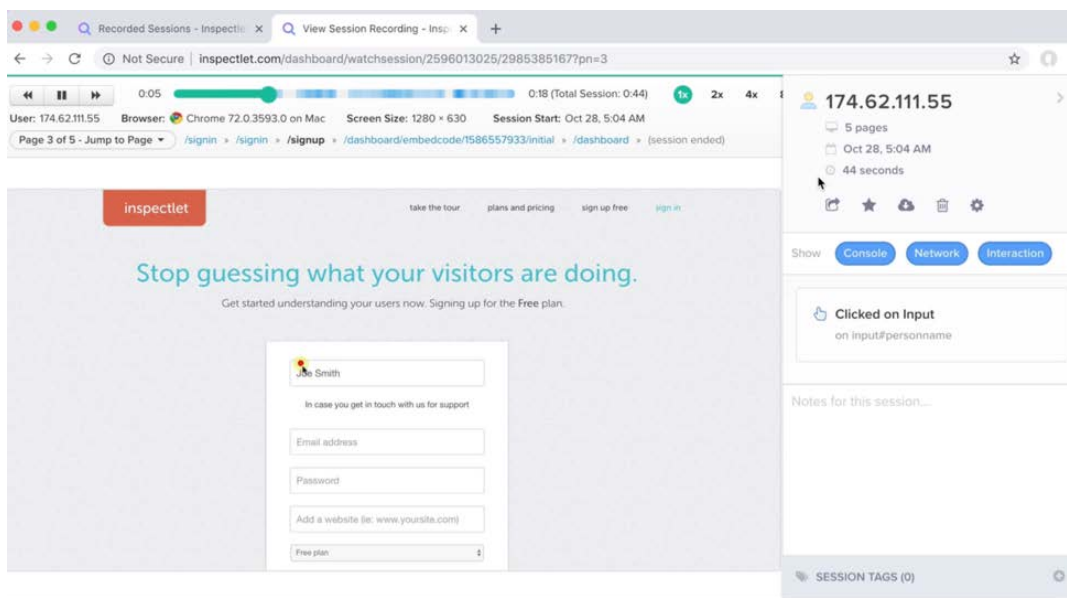 Recorded Sessions - Inspectle
View Session Recording - Insp
Not Secure | inspectlet.com/dashboard/watchsession/2596013025/2985385167?pn=3
0:05 0:18 (Total Session: 0:44) 1x 2x 4x
User: 174.62.111.55 Browser: Chrome 72.0.3593.0 on Mac Screen Size: 1280 × 630 Session Start: Oct 28, 5:04 AM
Page 3 of 5 - Jump to Page /signin » /signin » /signup » /dashboard/embedcode/1586557933/initial » /dashboard » (session ended)
inspectlet take the tour plans and pricing sign up free sign in
Stop guessing what your visitors are doing.
Get started understanding your users now. Signing up for the Free plan.
Joe Smith
In case you get in touch with us for support
Email address
Password
Add a website (ie: www.yoursite.com)
Free plan
174.62.111.55
5 pages
Oct 28, 5:04 AM
44 seconds
Show Console Network Interaction
Clicked on Input
on input#personname
Notes for this session...
SESSION TAGS (0)